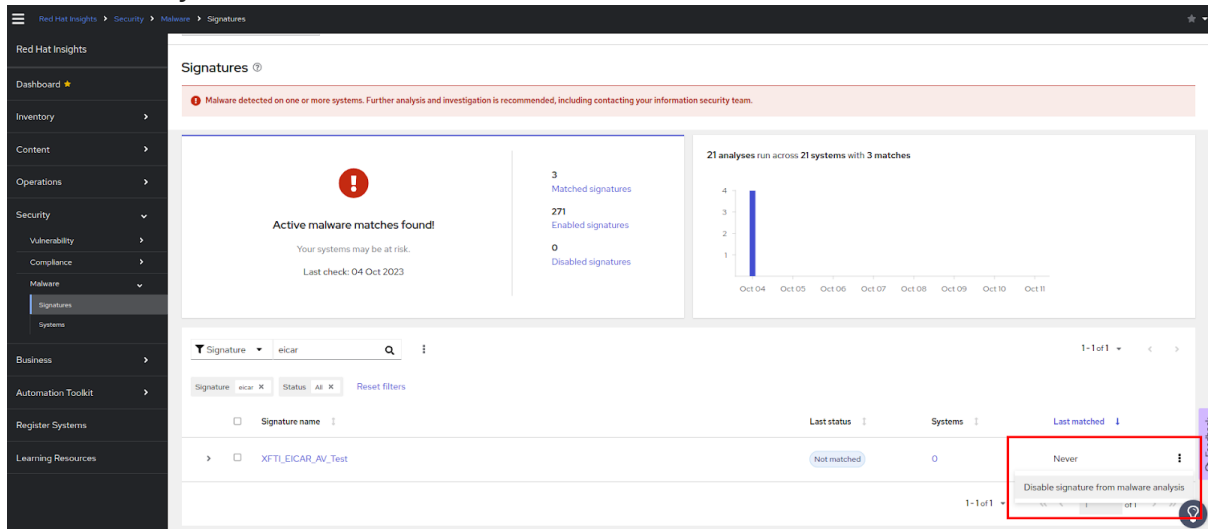 Red Hat Insights > Security > Malware > Signatures
Red Hat Insights
Dashboard
Inventory
Content
Operations
Security
Vulnerability
Compliance
Malware
Signatures
Systems
Business
Automation Toolkit
Register Systems
Learning Resources
Signatures
Malware detected on one or more systems. Further analysis and investigation is recommended, including contacting your information security team.
Active malware matches found!
Your systems may be at risk.
Last check: 04 Oct 2023
3
Matched signatures
271
Enabled signatures
0
Disabled signatures
21 analyses run across 21 systems with 3 matches
4
3
2
1
Oct 04 Oct 05 Oct 06 Oct 07 Oct 08 Oct 09 Oct 10 Oct 11
Signature eicar 1-1 of 1
Signature eicar Status All Reset filters
Signature name Last status Systems Last matched
XFTI_EICAR_AV_Test Not matched 0 Never
Disable signature from malware analysis
1-1 of 1 1 of 1